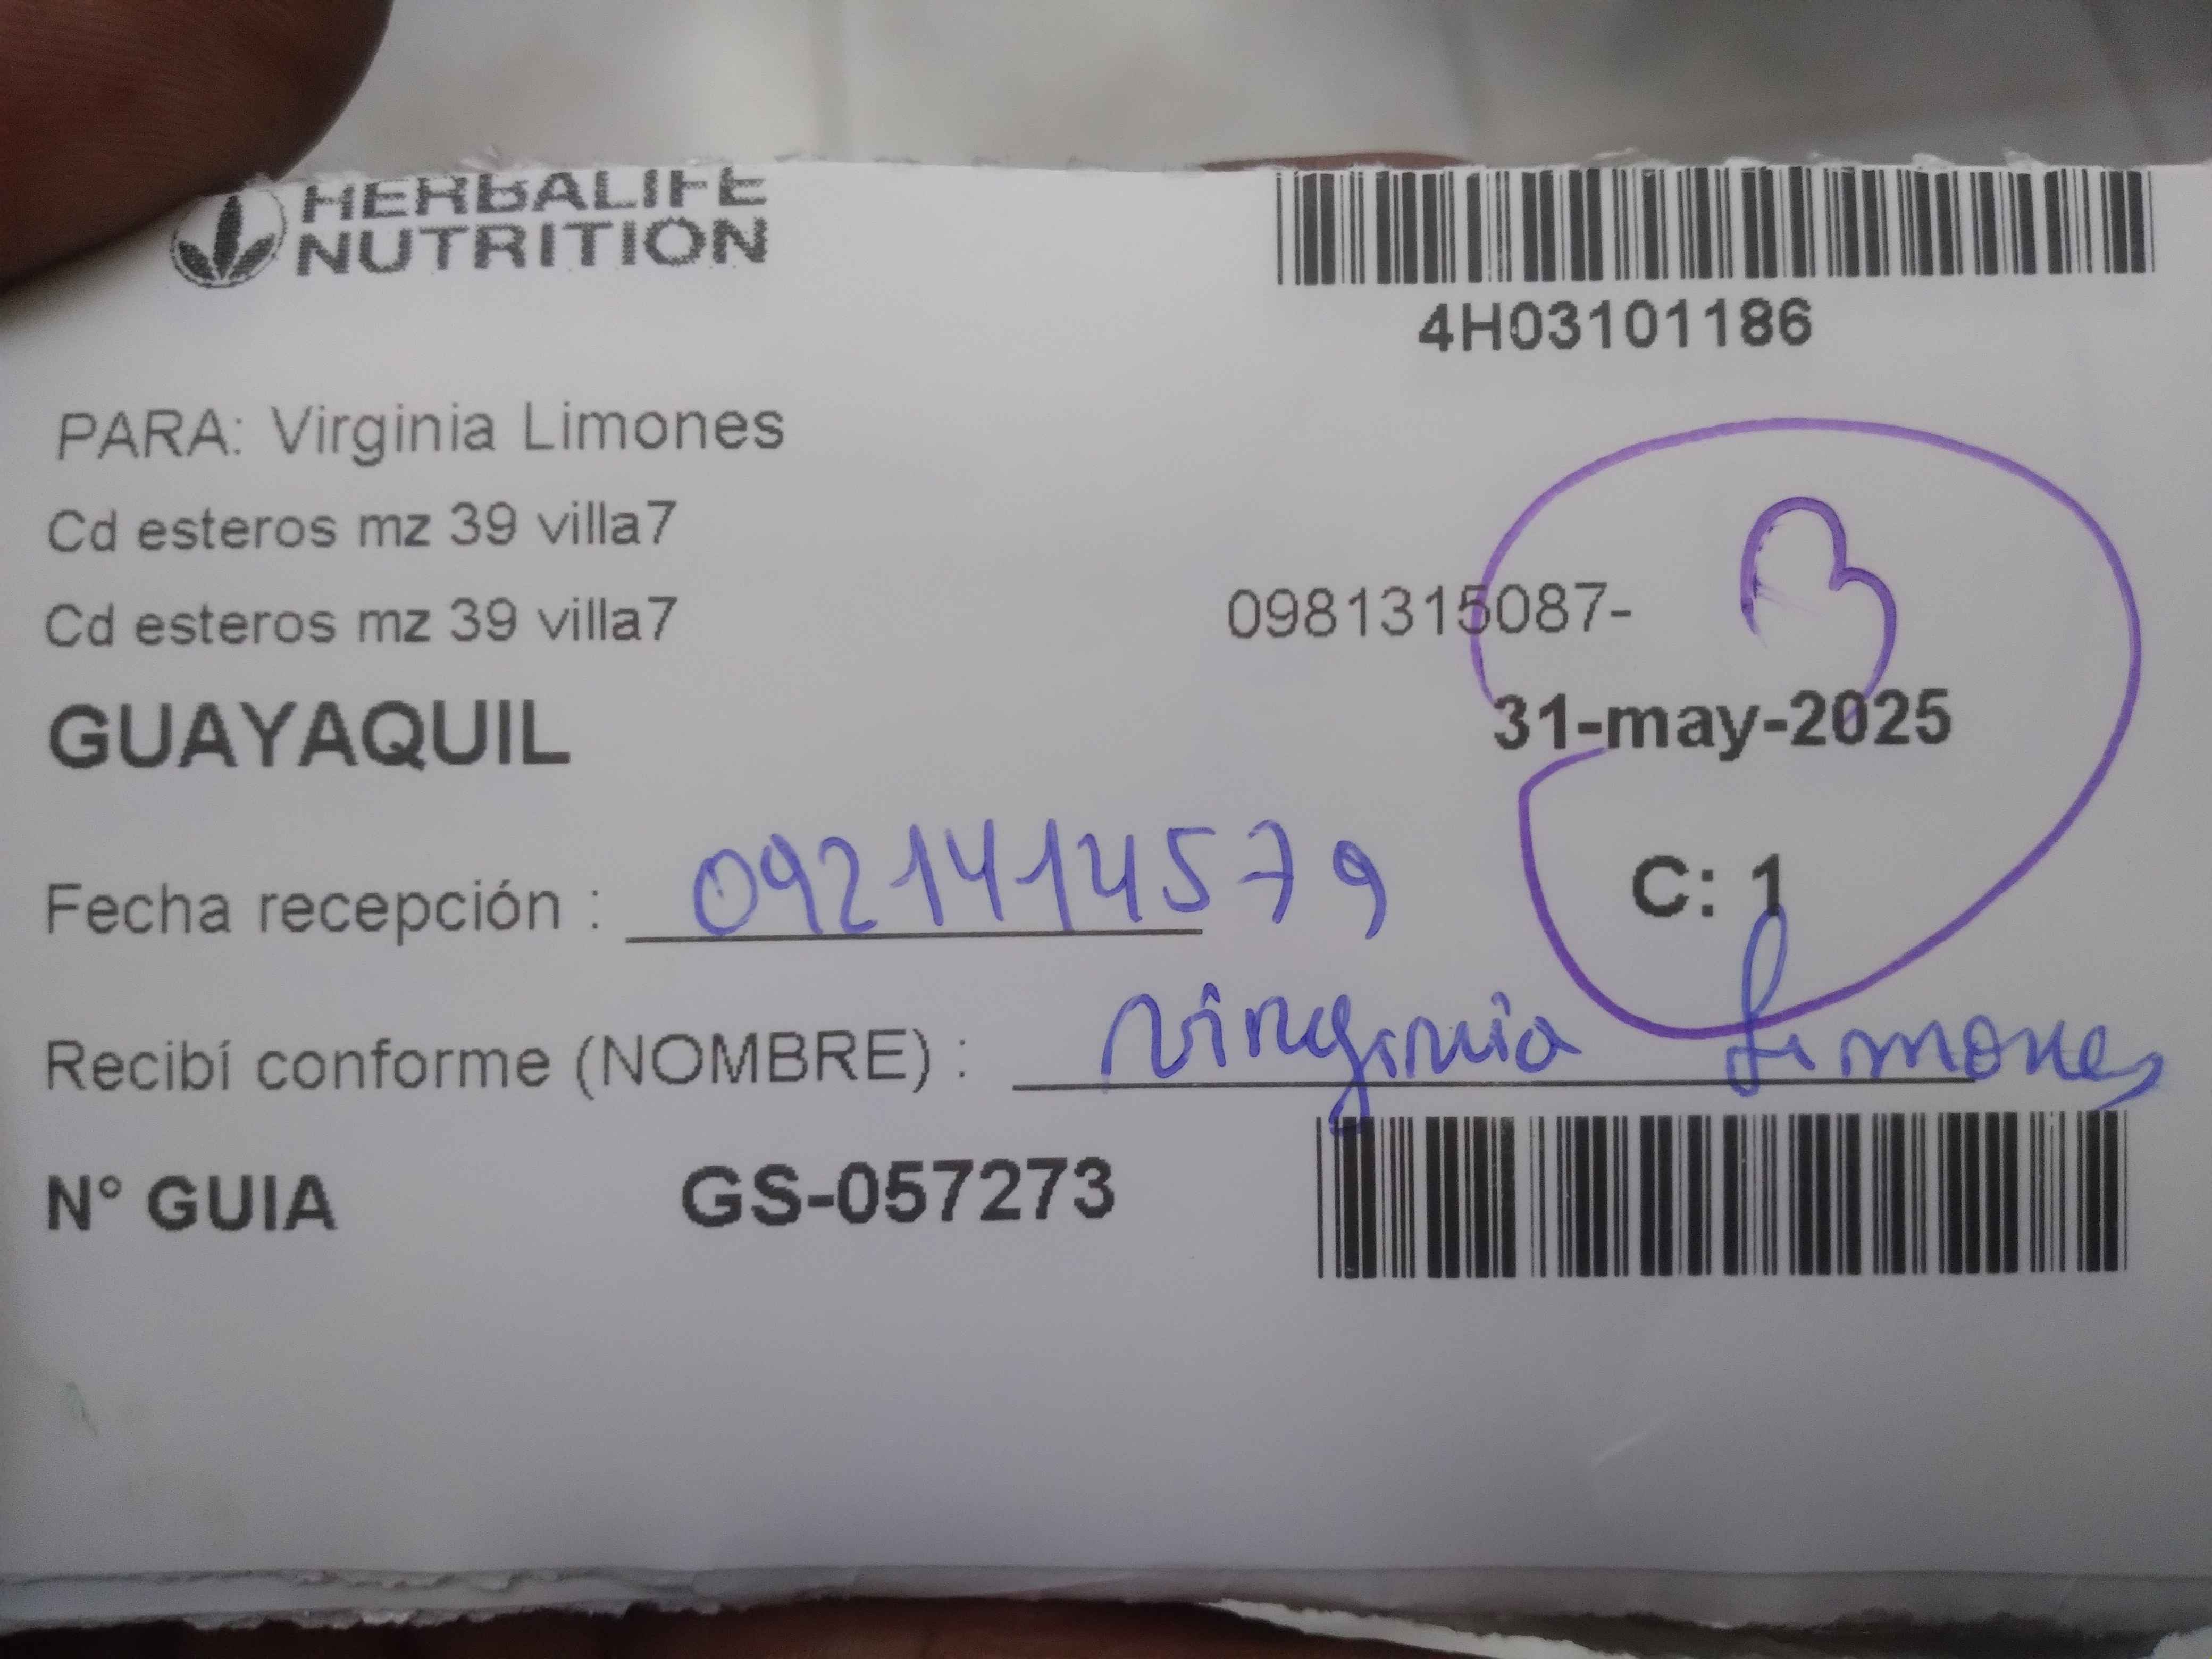 HERBALIFE
NUTRITION
4H03101186
PARA: Virginia Limones
Cd esteros mz 39 villa7
Cd esteros mz 39 villa7
0981315087-
3
GUAYAQUIL
31-may-2025
C: 1
Fecha recepción : 0921414579
Recibí conforme (NOMBRE) : virginia Limones
N° GUIA GS-057273